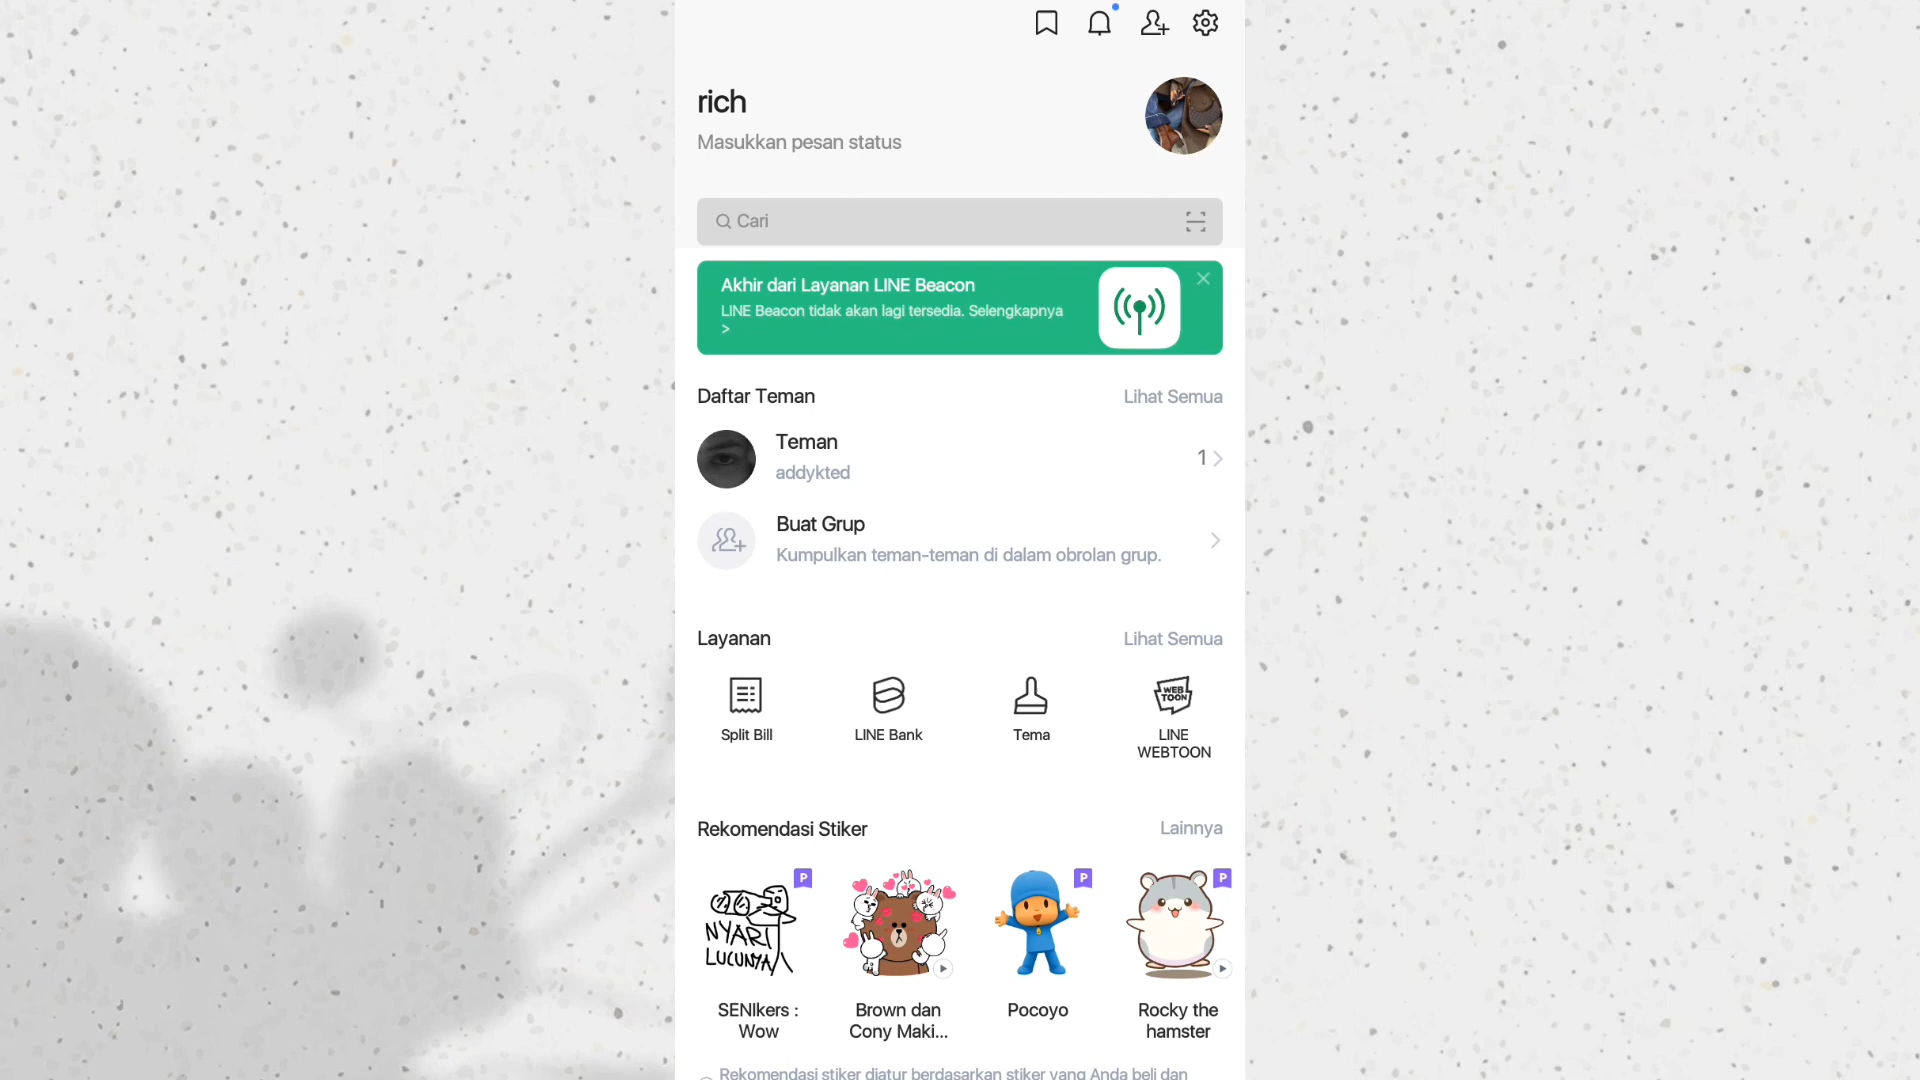 rich
Masukkan pesan status
Cari
Akhir dari Layanan LINE Beacon
LINE Beacon tidak akan lagi tersedia. Selengkapnya
>
Daftar Teman
Lihat Semua
Teman
addykted
1
Buat Grup
Kumpulkan teman-teman di dalam obrolan grup.
Layanan
Lihat Semua
Split Bill
LINE Bank
Tema
WEB
TOON
LINE
WEBTOON
Rekomendasi Stiker
Lainnya
P
P
P
NYARI
LUCUNYA
SENIkers :
Wow
Brown dan
Cony Maki...
Pocoyo
Rocky the
hamster
Rekomendasi stiker diatur berdasarkan stiker yang Anda beli dan